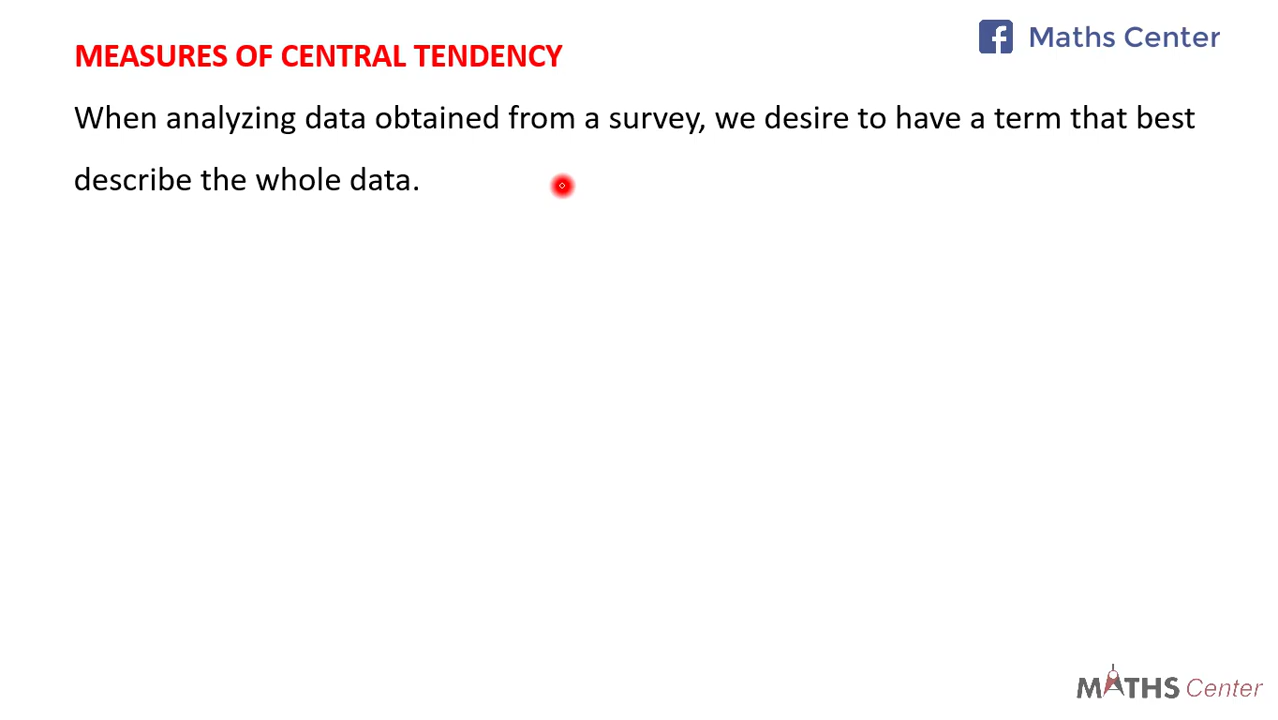 MEASURES OF CENTRAL TENDENCY
Maths Center
When analyzing data obtained from a survey, we desire to have a term that best
describe the whole data.
MATHS Center